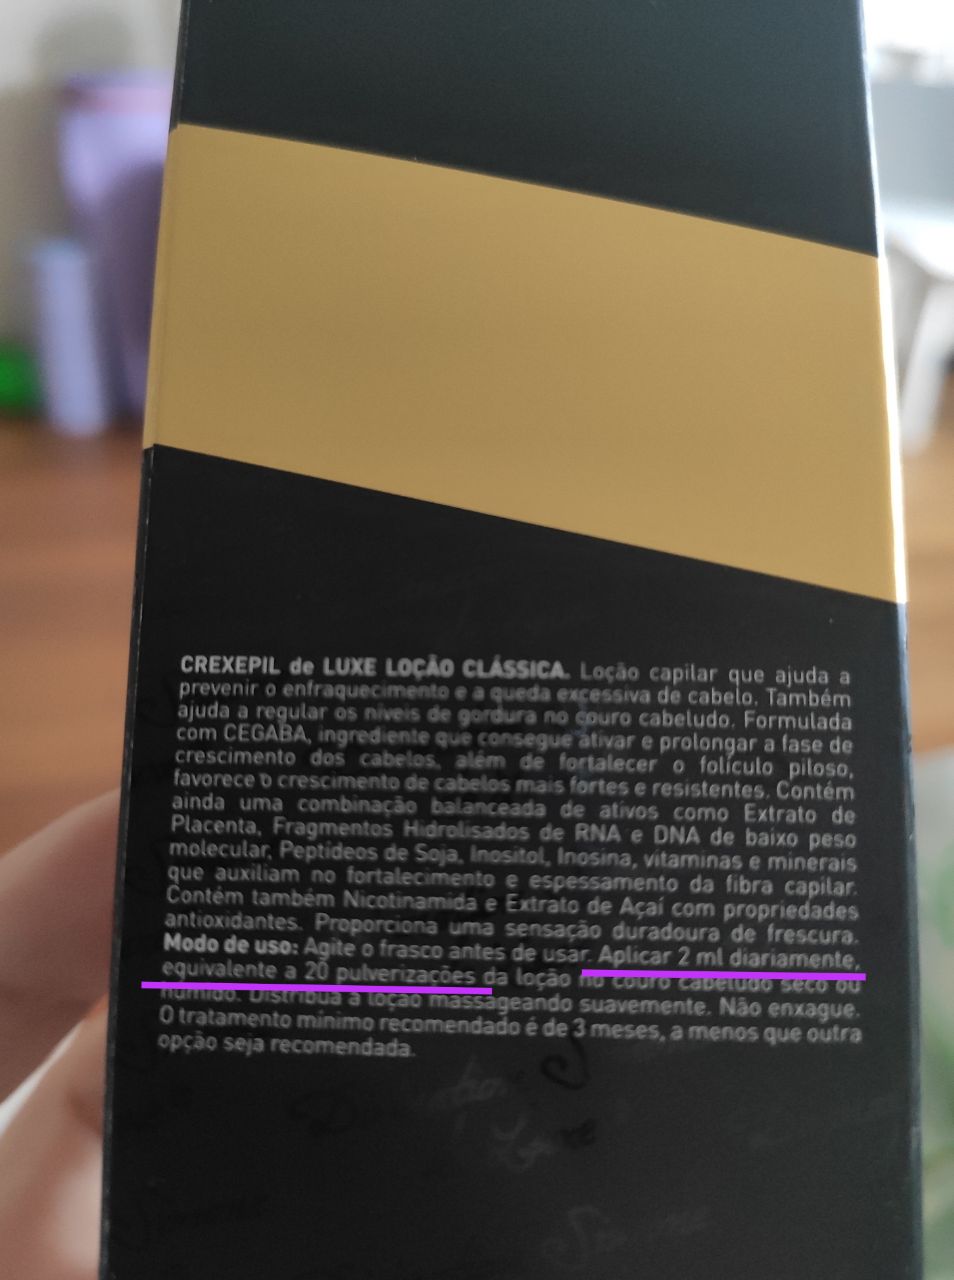 CREXEPIL de LUXE LOÇÃO CLÁSSICA. Loção capilar que ajuda a
prevenir o enfraquecimento e a queda excessiva de cabelo. Também
ajuda a regular os níveis de gordura no couro cabeludo. Formulada
com CEGABA, ingrediente que consegue ativar e prolongar a fase de
crescimento dos cabelos, além de fortalecer o folículo piloso,
favorece o crescimento de cabelos mais fortes e resistentes. Contém
ainda uma combinação balanceada de ativos como Extrato de
Placenta, Fragmentos Hidrolisados de RNA e DNA de baixo peso
molecular, Peptídeos de Soja, Inositol, Inosina, vitaminas e minerais
que auxiliam no fortalecimento e espessamento da fibra capilar.
Contém também Nicotinamida e Extrato de Açaí com propriedades
antioxidantes. Proporciona uma sensação duradoura de frescura.
Modo de uso: Agite o frasco antes de usar. Aplicar 2 ml diariamente,
equivalente a 20 pulverizações da loção no couro cabeludo seco ou
húmido. Distribua a loção massageando suavemente. Não enxague.
O tratamento mínimo recomendado é de 3 meses, a menos que outra
opção seja recomendada.